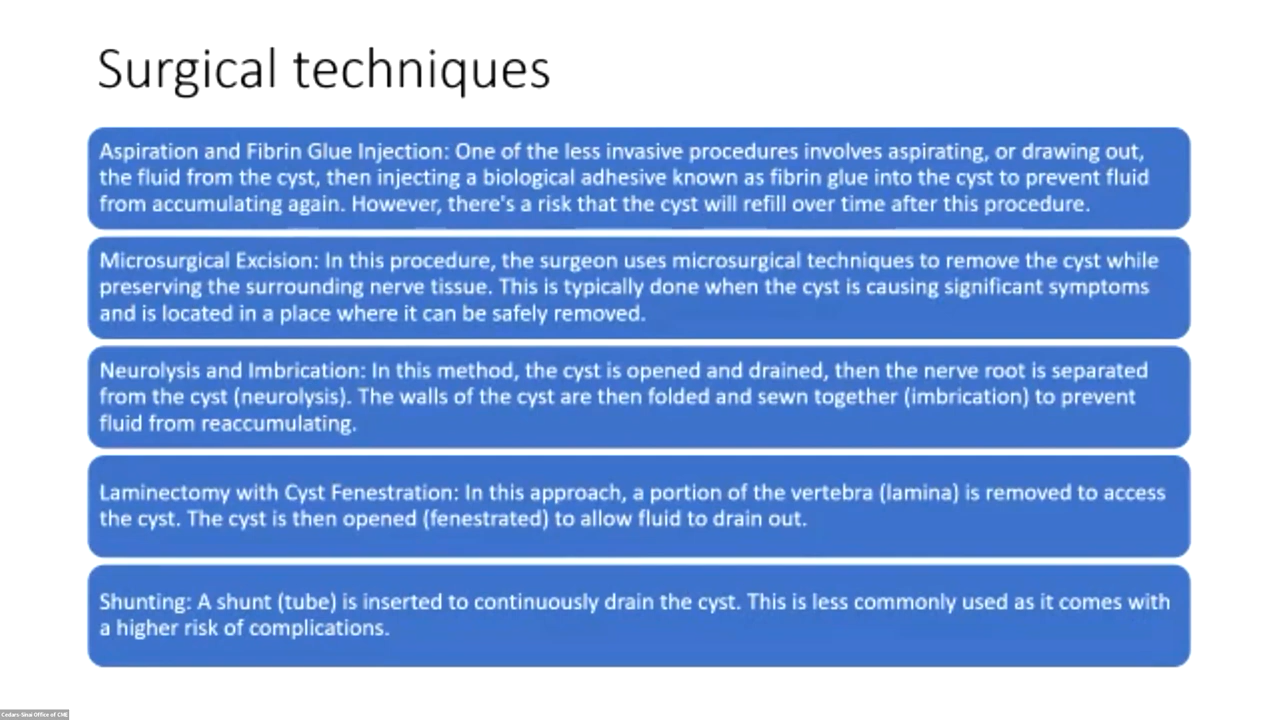 Surgical techniques
Aspiration and Fibrin Glue Injection: One of the less invasive procedures involves aspirating, or drawing out,
the fluid from the cyst, then injecting a biological adhesive known as fibrin glue into the cyst to prevent fluid
from accumulating again. However, there's a risk that the cyst will refill over time after this procedure.
Microsurgical Excision: In this procedure, the surgeon uses microsurgical techniques to remove the cyst while
preserving the surrounding nerve tissue. This is typically done when the cyst is causing significant symptoms
and is located in a place where it can be safely removed.
Neurolysis and Imbrication: In this method, the cyst is opened and drained, then the nerve root is separated
from the cyst (neurolysis). The walls of the cyst are then folded and sewn together (imbrication) to prevent
fluid from reaccumulating.
Laminectomy with Cyst Fenestration: In this approach, a portion of the vertebra (lamina) is removed to access
the cyst. The cyst is then opened (fenestrated) to allow fluid to drain out.
Shunting: A shunt (tube) is inserted to continuously drain the cyst. This is less commonly used as it comes with
a higher risk of complications.
Cedars-Sinai Office of CME